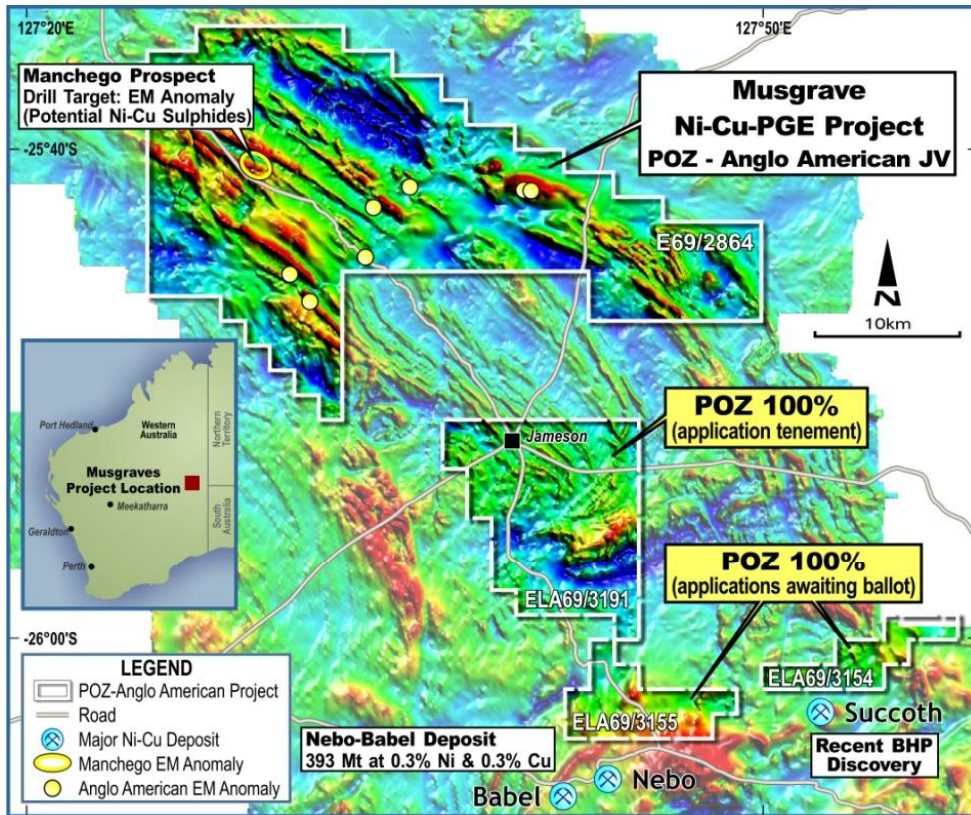 127°20'E
127°50'E
Manchego Prospect
Drill Target: EM Anomaly
(Potential Ni-Cu Sulphides)
Musgrave
Ni-Cu-PGE Project
POZ - Anglo American JV
-25°40'
E69/2864
N
10km
Port Hedland
Western
Australia
Northern
Territory
Musgraves
Project Location
Meekatharra
South
Australia
Geraldton
Perth
POZ 100%
(application tenement)
Jameson
POZ 100%
(applications awaiting ballot)
ELA69/3191
-26°00'S
ELA69/3154
ELA69/3155
Succoth
Recent BHP
Discovery
LEGEND
POZ-Anglo American Project
Road
Major Ni-Cu Deposit
Manchego EM Anomaly
Anglo American EM Anomaly
Nebo-Babel Deposit
393 Mt at 0.3% Ni & 0.3% Cu
Nebo
Babel